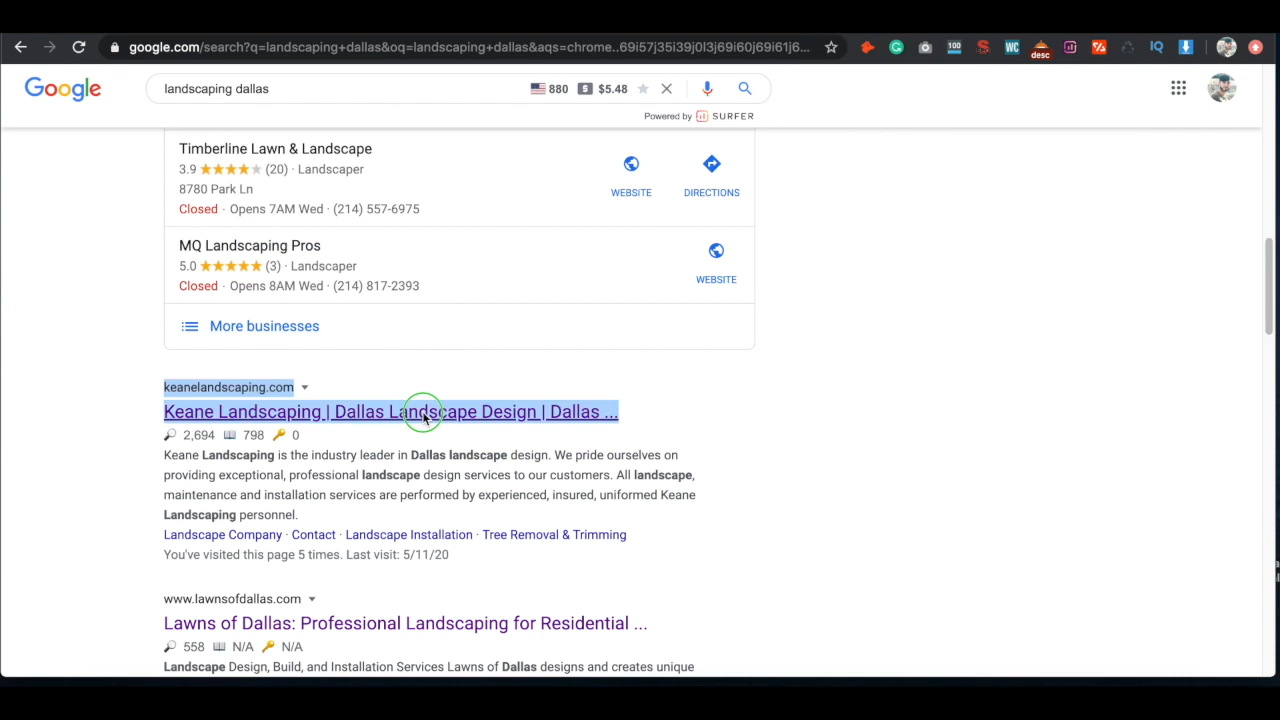 google.com/search?q=landscaping+dallas&oq=landscaping+dallas&aqs=chrome..69i57j35i39j0l3j69i60j69i61j6...
100
WC
desc
IQ
Google
landscaping dallas
880
$5.48
Powered by SURFER
Timberline Lawn & Landscape
3.9 (20) · Landscaper
8780 Park Ln
Closed · Opens 7AM Wed · (214) 557-6975
WEBSITE
DIRECTIONS
MQ Landscaping Pros
5.0 (3) · Landscaper
Closed · Opens 8AM Wed · (214) 817-2393
WEBSITE
More businesses
keanelandscaping.com
Keane Landscaping | Dallas Landscape Design | Dallas ...
2,694 798 0
Keane Landscaping is the industry leader in Dallas landscape design. We pride ourselves on
providing exceptional, professional landscape design services to our customers. All landscape,
maintenance and installation services are performed by experienced, insured, uniformed Keane
Landscaping personnel.
Landscape Company · Contact · Landscape Installation · Tree Removal & Trimming
You've visited this page 5 times. Last visit: 5/11/20
www.lawnsofdallas.com
Lawns of Dallas: Professional Landscaping for Residential ...
558 N/A N/A
Landscape Design, Build, and Installation Services Lawns of Dallas designs and creates unique